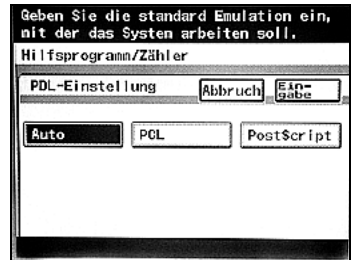 Geben Sie die standard Emulation ein,
mit der das System arbeiten soll.
Hilfsprogramm/Zähler
PDL-Einstellung
Abbruch
Ein-
gabe
Auto
PCL
PostScript